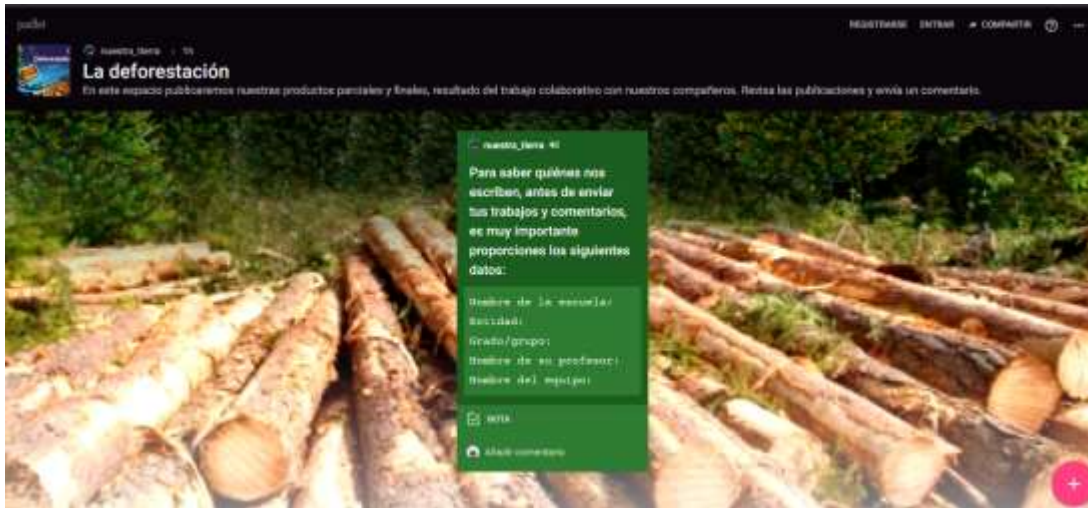 padlet
REGISTRARSE ENTRAR COMPARTIR
nuestra_tierra 1h
La deforestación
En este espacio publicaremos nuestras productos parciales y finales, resultado del trabajo colaborativo con nuestros compañeros. Revisa las publicaciones y envía un comentario.
nuestra_tierra
Para saber quiénes nos
escriben, antes de enviar
tus trabajos y comentarios,
es muy importante
proporciones los siguientes
datos:
Nombre de la escuela:
Entidad:
Grado/grupo:
Nombre de su profesor:
Nombre del equipo:
Añadir comentario